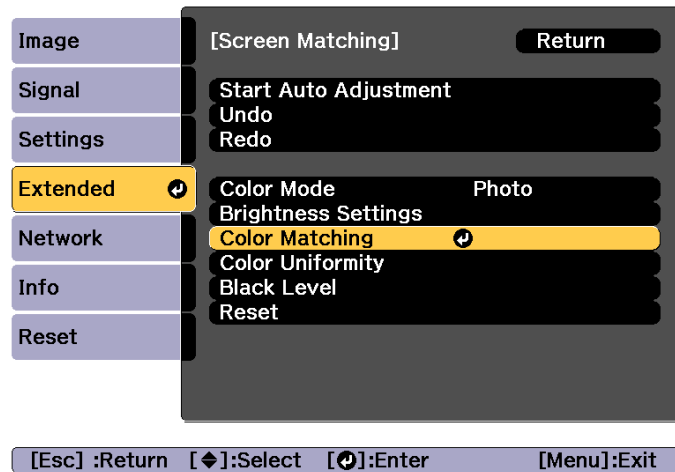 Image
Signal
Settings
Extended
Network
Info
Reset
[Screen Matching] Return
Start Auto Adjustment
Undo
Redo
Color Mode Photo
Brightness Settings
Color Matching
Color Uniformity
Black Level
Reset
[Esc] :Return [◆]:Select [↵]:Enter [Menu]:Exit